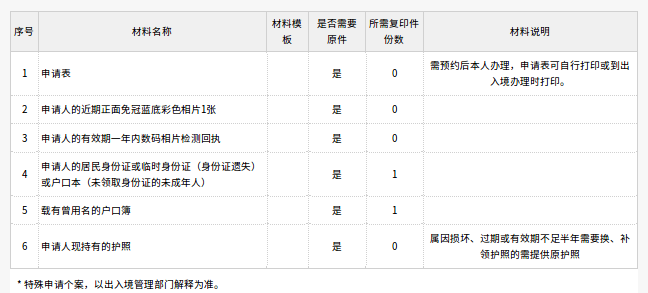 序号 材料名称 材料模板 是否需要原件 所需复印件份数 材料说明
1 申请表 是 0 需预约后本人办理，申请表可自行打印或到出入境办理时打印。
2 申请人的近期正面免冠蓝底彩色相片1张 是 0
3 申请人的有效期一年内数码相片检测回执 是 0
4 申请人的居民身份证或临时身份证（身份证遗失）或户口本（未领取身份证的未成年人） 是 1
5 载有曾用名的户口簿 是 1
6 申请人现持有的护照 是 0 属因损坏、过期或有效期不足半年需要换、补领护照的需提供原护照
* 特殊申请个案，以出入境管理部门解释为准。